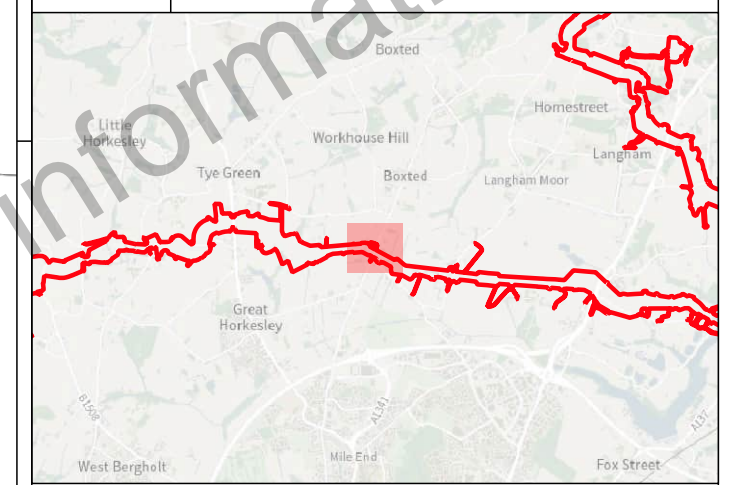 Boxted
Homestreet
Little
Horkesley
Workhouse Hill
Langham
Tye Green
Boxted
Langham Moor
Great
Horkesley
B1508
A1341
A137
Mile End
West Bergholt
Fox Street